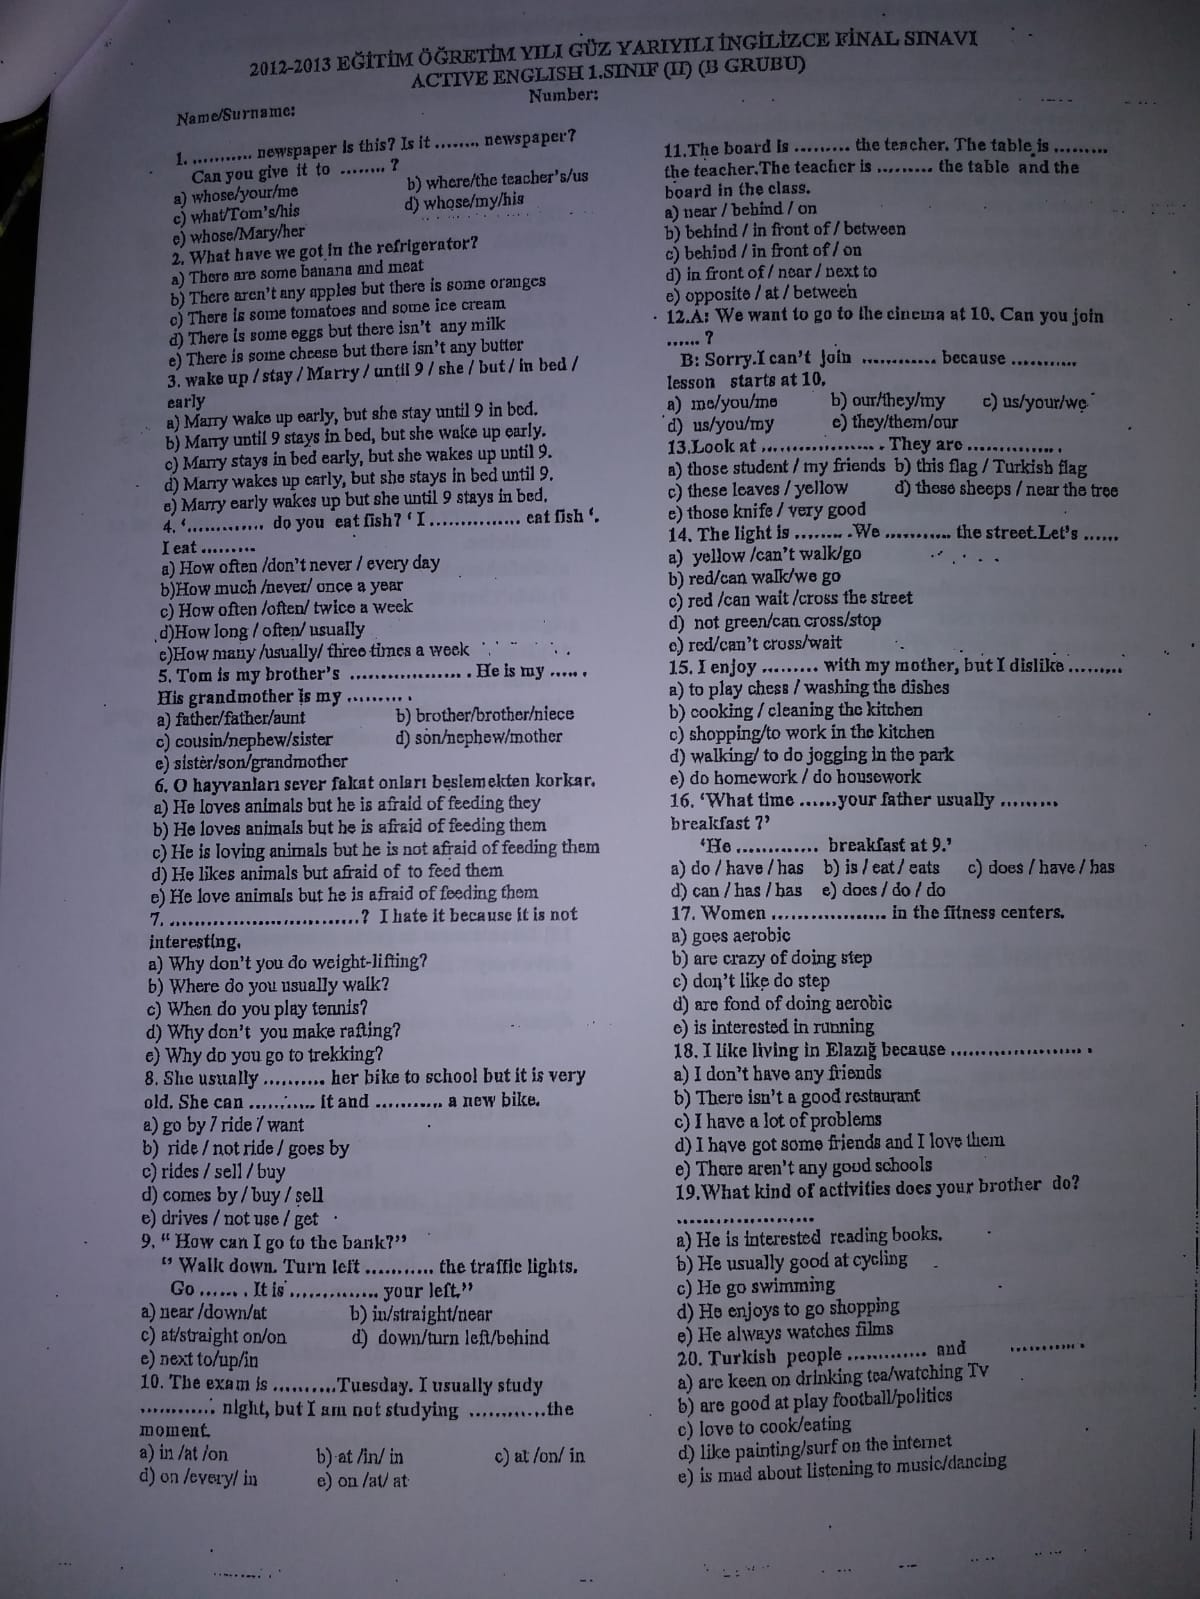 2012-2013 EĞİTİM ÖĞRETİM YILI GÜZ YARIYILI İNGİLİZCE FİNAL SINAVI
ACTIVE ENGLISH 1.SINIF (II) (B GRUBU)
Name/Surname: Number:
1. ........... newspaper is this? Is it ........ newspaper?
Can you give it to ........ ?
a) whose/your/me b) where/the teacher's/us
c) what/Tom's/his d) whose/my/his
e) whose/Mary/her
2. What have we got in the refrigerator?
a) There are some banana and meat
b) There aren't any apples but there is some oranges
c) There is some tomatoes and some ice cream
d) There is some eggs but there isn't any milk
e) There is some cheese but there isn't any butter
3. wake up / stay / Marry / until 9 / she / but / in bed /
early
a) Marry wake up early, but she stay until 9 in bed.
b) Marry until 9 stays in bed, but she wake up early.
c) Marry stays in bed early, but she wakes up until 9.
d) Marry wakes up early, but she stays in bed until 9.
e) Marry early wakes up but she until 9 stays in bed.
4. '............. do you eat fish? ' I ............... eat fish '.
I eat .........
a) How often /don't never / every day
b)How much /never/ once a year
c) How often /often/ twice a week
d)How long / often/ usually
e)How many /usually/ three times a week
5. Tom is my brother's .................. . He is my ..... .
His grandmother is my ......... .
a) father/father/aunt b) brother/brother/niece
c) cousin/nephew/sister d) son/nephew/mother
e) sister/son/grandmother
6. O hayvanları sever fakat onları beslemekten korkar.
a) He loves animals but he is afraid of feeding they
b) He loves animals but he is afraid of feeding them
c) He is loving animals but he is not afraid of feeding them
d) He likes animals but afraid of to feed them
e) He love animals but he is afraid of feeding them
7. ................................? I hate it because it is not
interesting.
a) Why don't you do weight-lifting?
b) Where do you usually walk?
c) When do you play tennis?
d) Why don't you make rafting?
e) Why do you go to trekking?
8. She usually .......... her bike to school but it is very
old. She can ........... it and ........... a new bike.
a) go by / ride / want
b) ride / not ride / goes by
c) rides / sell / buy
d) comes by / buy / sell
e) drives / not use / get
9. " How can I go to the bank?"
" Walk down. Turn left ........... the traffic lights.
Go ....... . It is .............. your left."
a) near /down/at b) in/straight/near
c) at/straight on/on d) down/turn left/behind
e) next to/up/in
10. The exam is ..........Tuesday. I usually study
............ night, but I am not studying ............the
moment.
a) in /at /on b) at /in/ in c) at /on/ in
d) on /every/ in e) on /at/ at
11.The board is ......... the teacher. The table is .........
the teacher.The teacher is ......... the table and the
board in the class.
a) near / behind / on
b) behind / in front of / between
c) behind / in front of / on
d) in front of / near / next to
e) opposite / at / between
12.A: We want to go to the cinema at 10. Can you join
...... ?
B: Sorry.I can't join ............ because ...........
lesson starts at 10.
a) me/you/me b) our/they/my c) us/your/we
d) us/you/my e) they/them/our
13.Look at ................... . They are ............... .
a) those student / my friends b) this flag / Turkish flag
c) these leaves / yellow d) these sheeps / near the tree
e) those knife / very good
14. The light is ........ .We ........... the street.Let's ......
a) yellow /can't walk/go
b) red/can walk/we go
c) red /can wait /cross the street
d) not green/can cross/stop
e) red/can't cross/wait
15. I enjoy ......... with my mother, but I dislike .........
a) to play chess / washing the dishes
b) cooking / cleaning the kitchen
c) shopping/to work in the kitchen
d) walking/ to do jogging in the park
e) do homework / do housework
16. 'What time ......your father usually .........
breakfast ?'
'He ............. breakfast at 9.'
a) do / have / has b) is / eat / eats c) does / have / has
d) can / has / has e) does / do / do
17. Women ................... in the fitness centers.
a) goes aerobic
b) are crazy of doing step
c) don't like do step
d) are fond of doing aerobic
e) is interested in running
18. I like living in Elazığ because ...................... .
a) I don't have any friends
b) There isn't a good restaurant
c) I have a lot of problems
d) I have got some friends and I love them
e) There aren't any good schools
19.What kind of activities does your brother do?
.......................
a) He is interested reading books.
b) He usually good at cycling
c) He go swimming
d) He enjoys to go shopping
e) He always watches films
20. Turkish people ............. and ............ .
a) are keen on drinking tea/watching Tv
b) are good at play football/politics
c) love to cook/eating
d) like painting/surf on the internet
e) is mad about listening to music/dancing